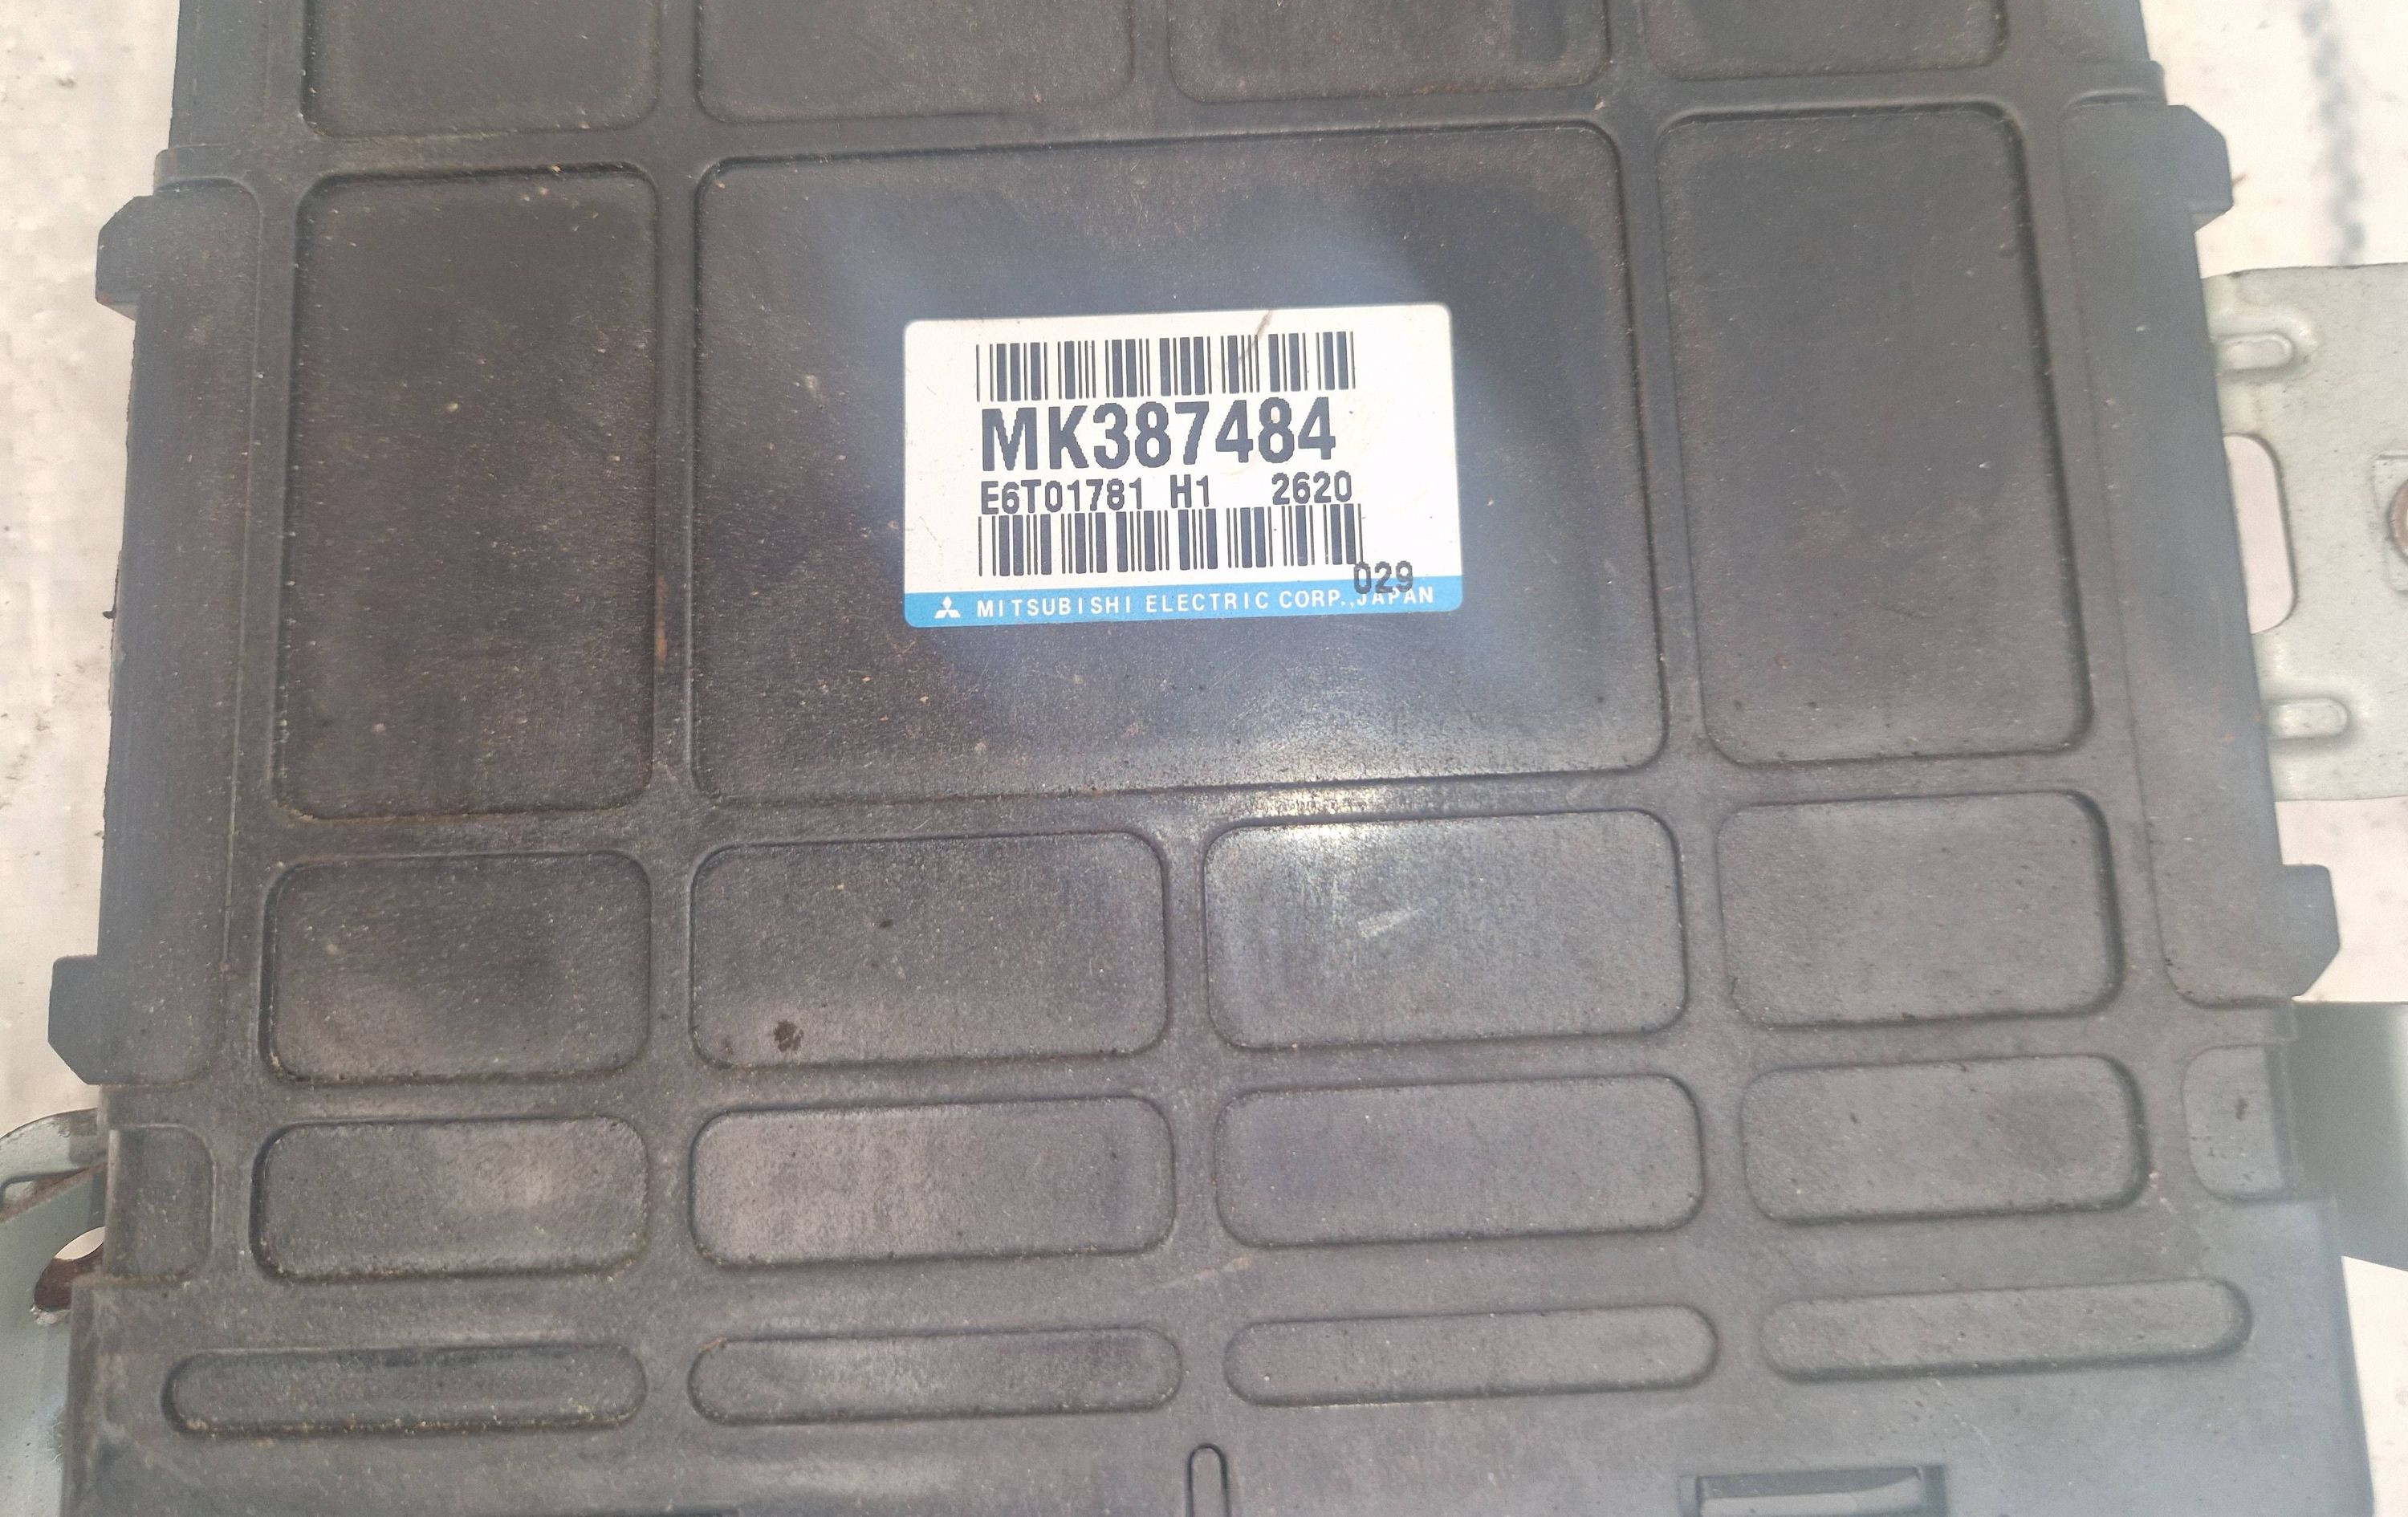 MK387484
E6T01781 H1 2620
029
MITSUBISHI ELECTRIC CORP.,JAPAN